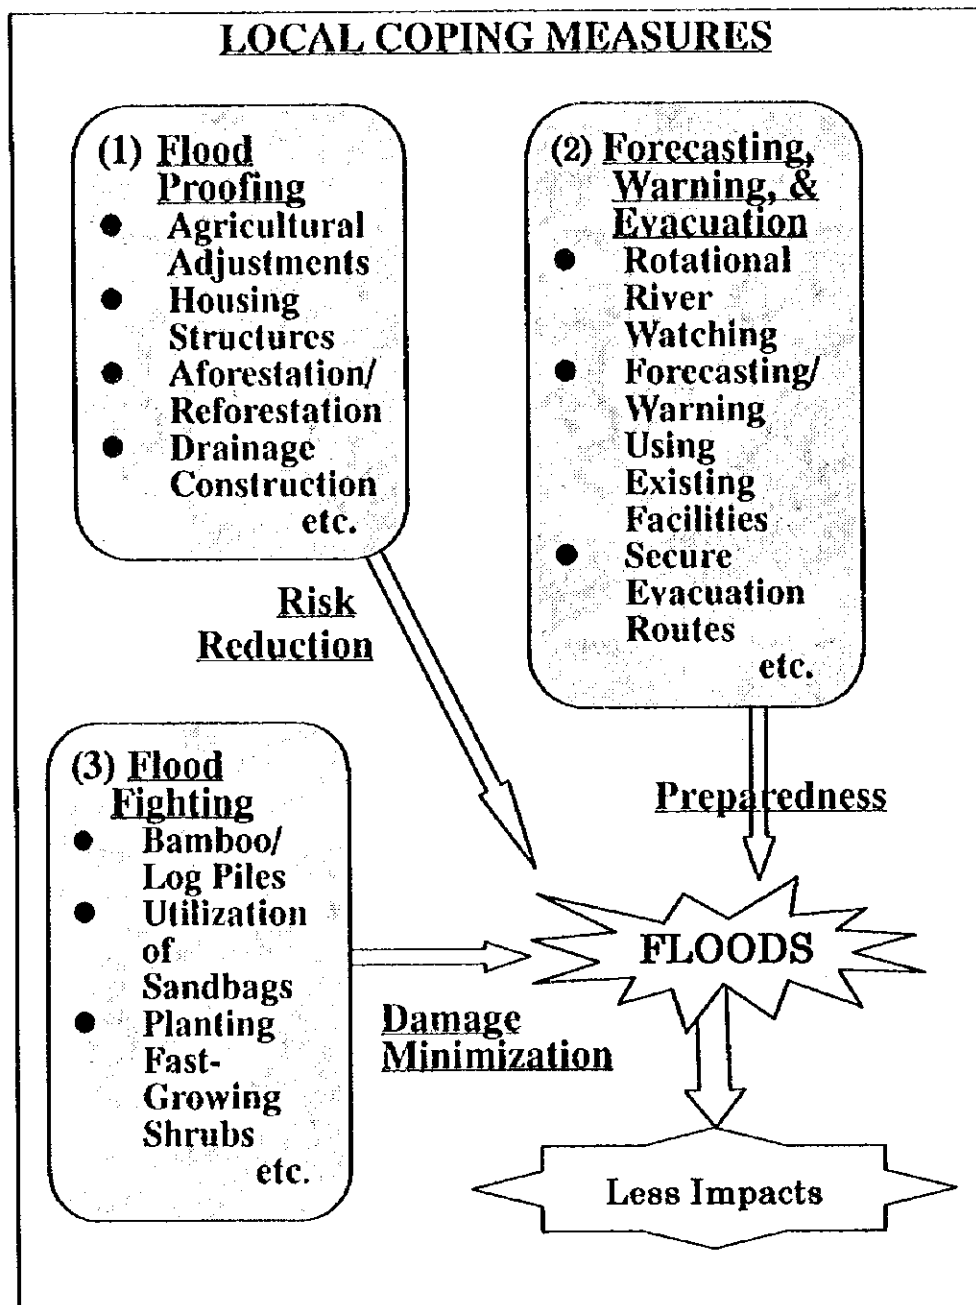 LOCAL COPING MEASURES
(1) Flood
Proofing
● Agricultural
Adjustments
● Housing
Structures
● Aforestation/
Reforestation
● Drainage
Construction
etc.
(2) Forecasting,
Warning, &
Evacuation
● Rotational
River
Watching
● Forecasting/
Warning
Using
Existing
Facilities
● Secure
Evacuation
Routes
etc.
Risk
Reduction
(3) Flood
Fighting
● Bamboo/
Log Piles
● Utilization
of
Sandbags
● Planting
Fast-
Growing
Shrubs
etc.
Preparedness
FLOODS
Damage
Minimization
Less Impacts